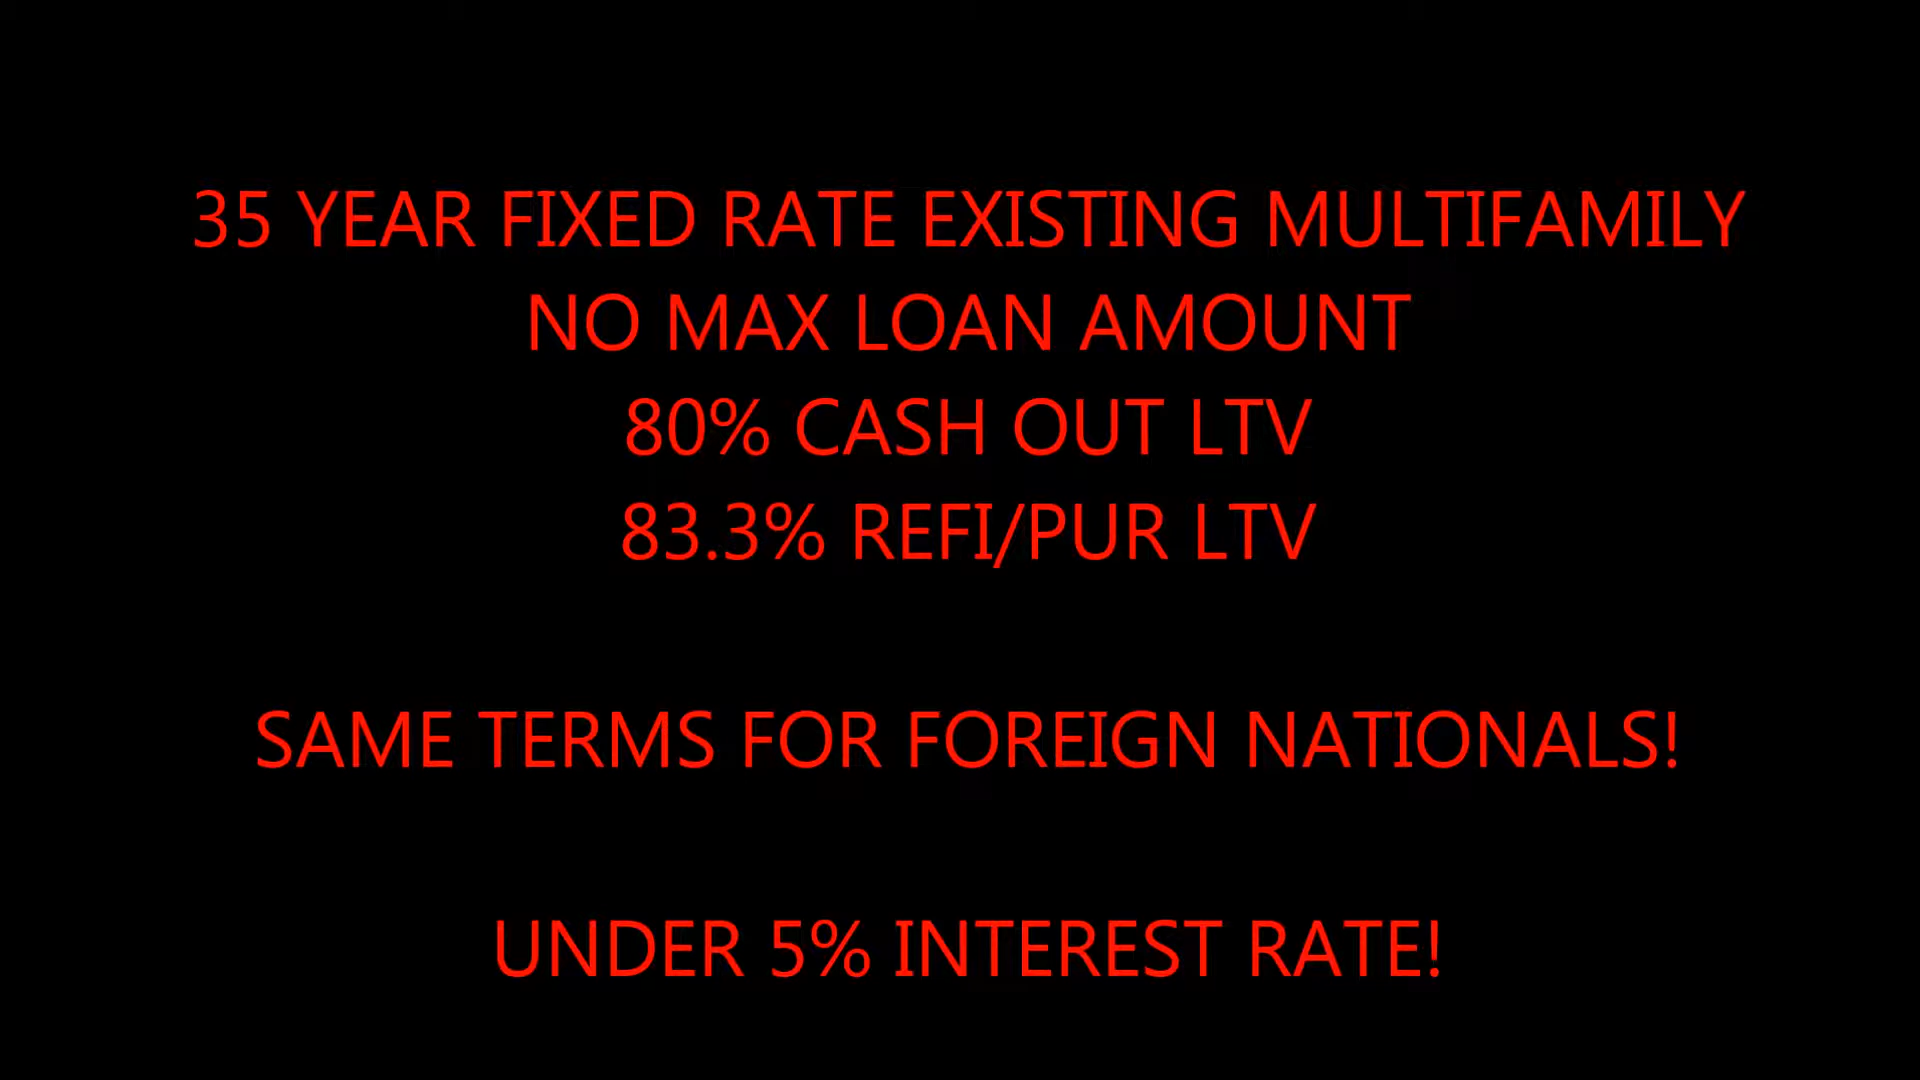 35 YEAR FIXED RATE EXISTING MULTIFAMILY
NO MAX LOAN AMOUNT
80% CASH OUT LTV
83.3% REFI/PUR LTV
SAME TERMS FOR FOREIGN NATIONALS!
UNDER 5% INTEREST RATE!